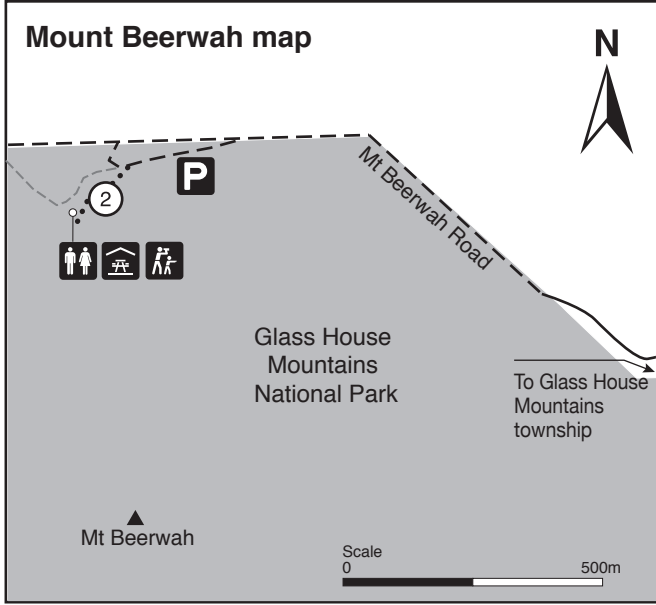 Mount Beerwah map
N
P
Mt Beerwah Road
2
Glass House
Mountains
National Park
To Glass House
Mountains
township
Mt Beerwah
Scale
0 500m